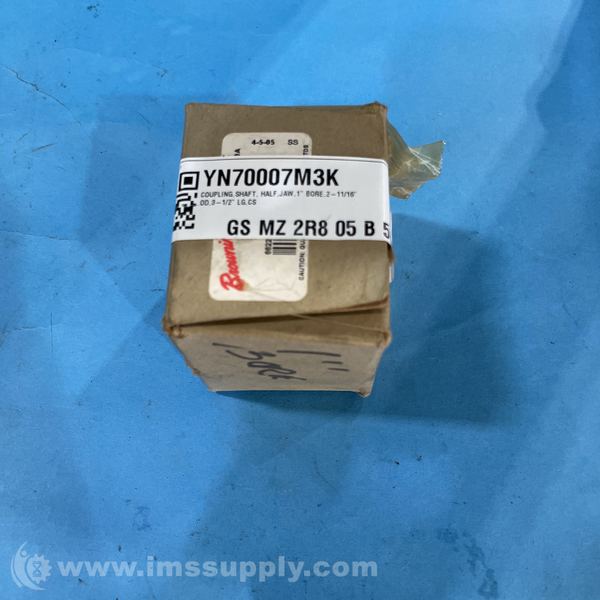 4-5-05 SS
YN70007M3K
COUPLING,SHAFT, HALF,JAW,1" BORE,2-11/16"
OD,3-1/2" LG,CS
GS MZ 2R8 05 B
CAUTION:
1"
BORE
www.imssupply.com